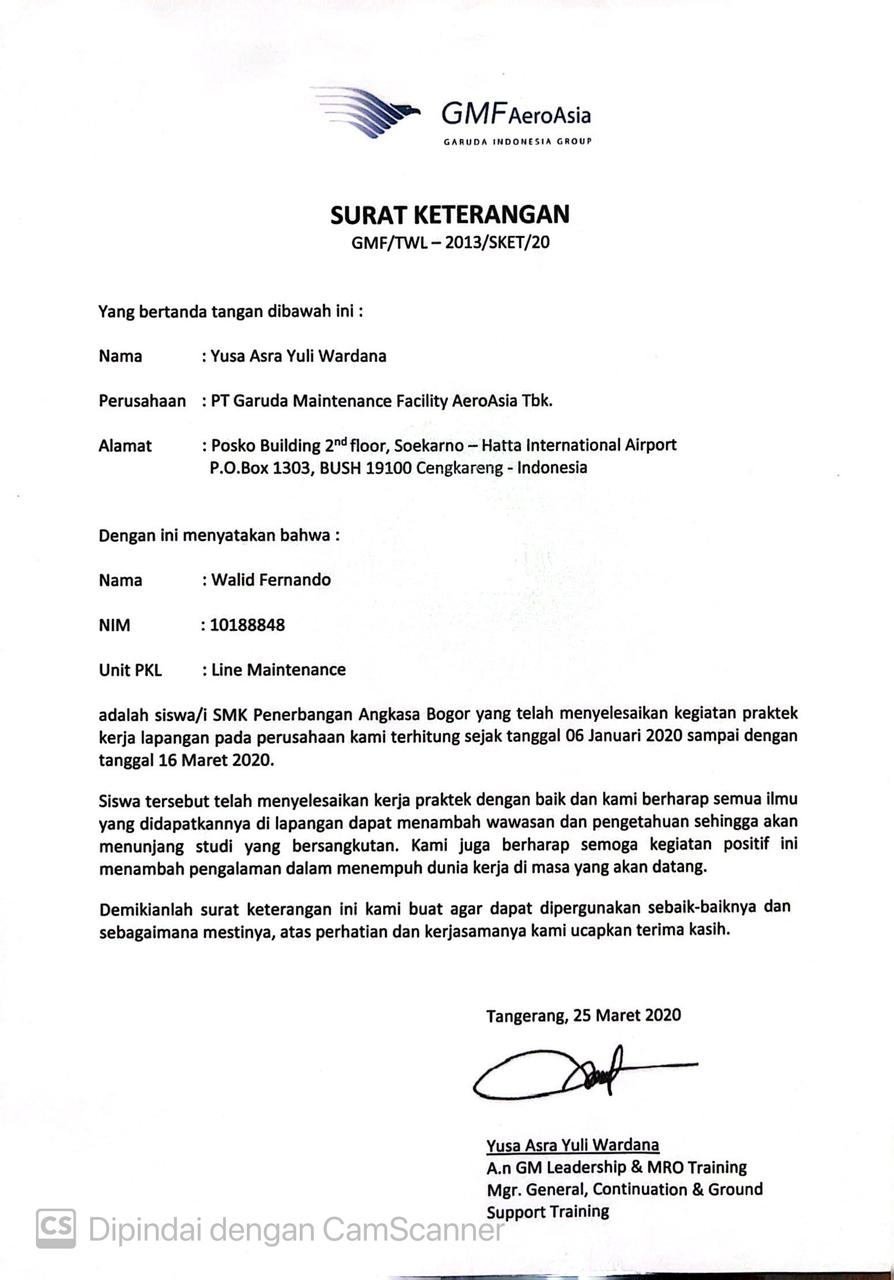 GMF AeroAsia
GARUDA INDONESIA GROUP
SURAT KETERANGAN
GMF/TWL – 2013/SKET/20
Yang bertanda tangan dibawah ini :
Nama : Yusa Asra Yuli Wardana
Perusahaan : PT Garuda Maintenance Facility AeroAsia Tbk.
Alamat : Posko Building 2nd floor, Soekarno – Hatta International Airport
P.O.Box 1303, BUSH 19100 Cengkareng - Indonesia
Dengan ini menyatakan bahwa :
Nama : Walid Fernando
NIM : 10188848
Unit PKL : Line Maintenance
adalah siswa/i SMK Penerbangan Angkasa Bogor yang telah menyelesaikan kegiatan praktek
kerja lapangan pada perusahaan kami terhitung sejak tanggal 06 Januari 2020 sampai dengan
tanggal 16 Maret 2020.
Siswa tersebut telah menyelesaikan kerja praktek dengan baik dan kami berharap semua ilmu
yang didapatkannya di lapangan dapat menambah wawasan dan pengetahuan sehingga akan
menunjang studi yang bersangkutan. Kami juga berharap semoga kegiatan positif ini
menambah pengalaman dalam menempuh dunia kerja di masa yang akan datang.
Demikianlah surat keterangan ini kami buat agar dapat dipergunakan sebaik-baiknya dan
sebagaimana mestinya, atas perhatian dan kerjasamanya kami ucapkan terima kasih.
Tangerang, 25 Maret 2020
Yusa Asra Yuli Wardana
A.n GM Leadership & MRO Training
Mgr. General, Continuation & Ground
Support Training
CS Dipindai dengan CamScanner